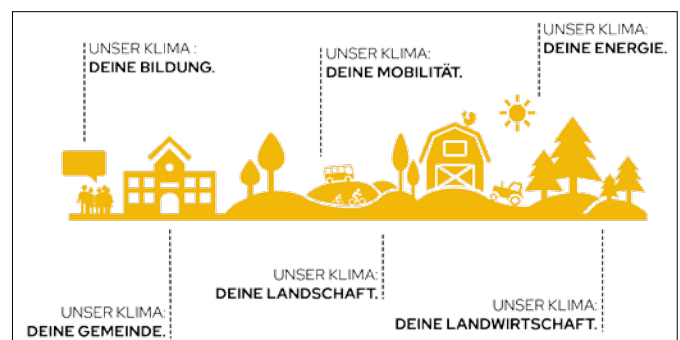 UNSER KLIMA :
DEINE BILDUNG.
UNSER KLIMA:
DEINE MOBILITÄT.
UNSER KLIMA:
DEINE ENERGIE.
UNSER KLIMA:
DEINE GEMEINDE.
UNSER KLIMA:
DEINE LANDSCHAFT.
UNSER KLIMA:
DEINE LANDWIRTSCHAFT.